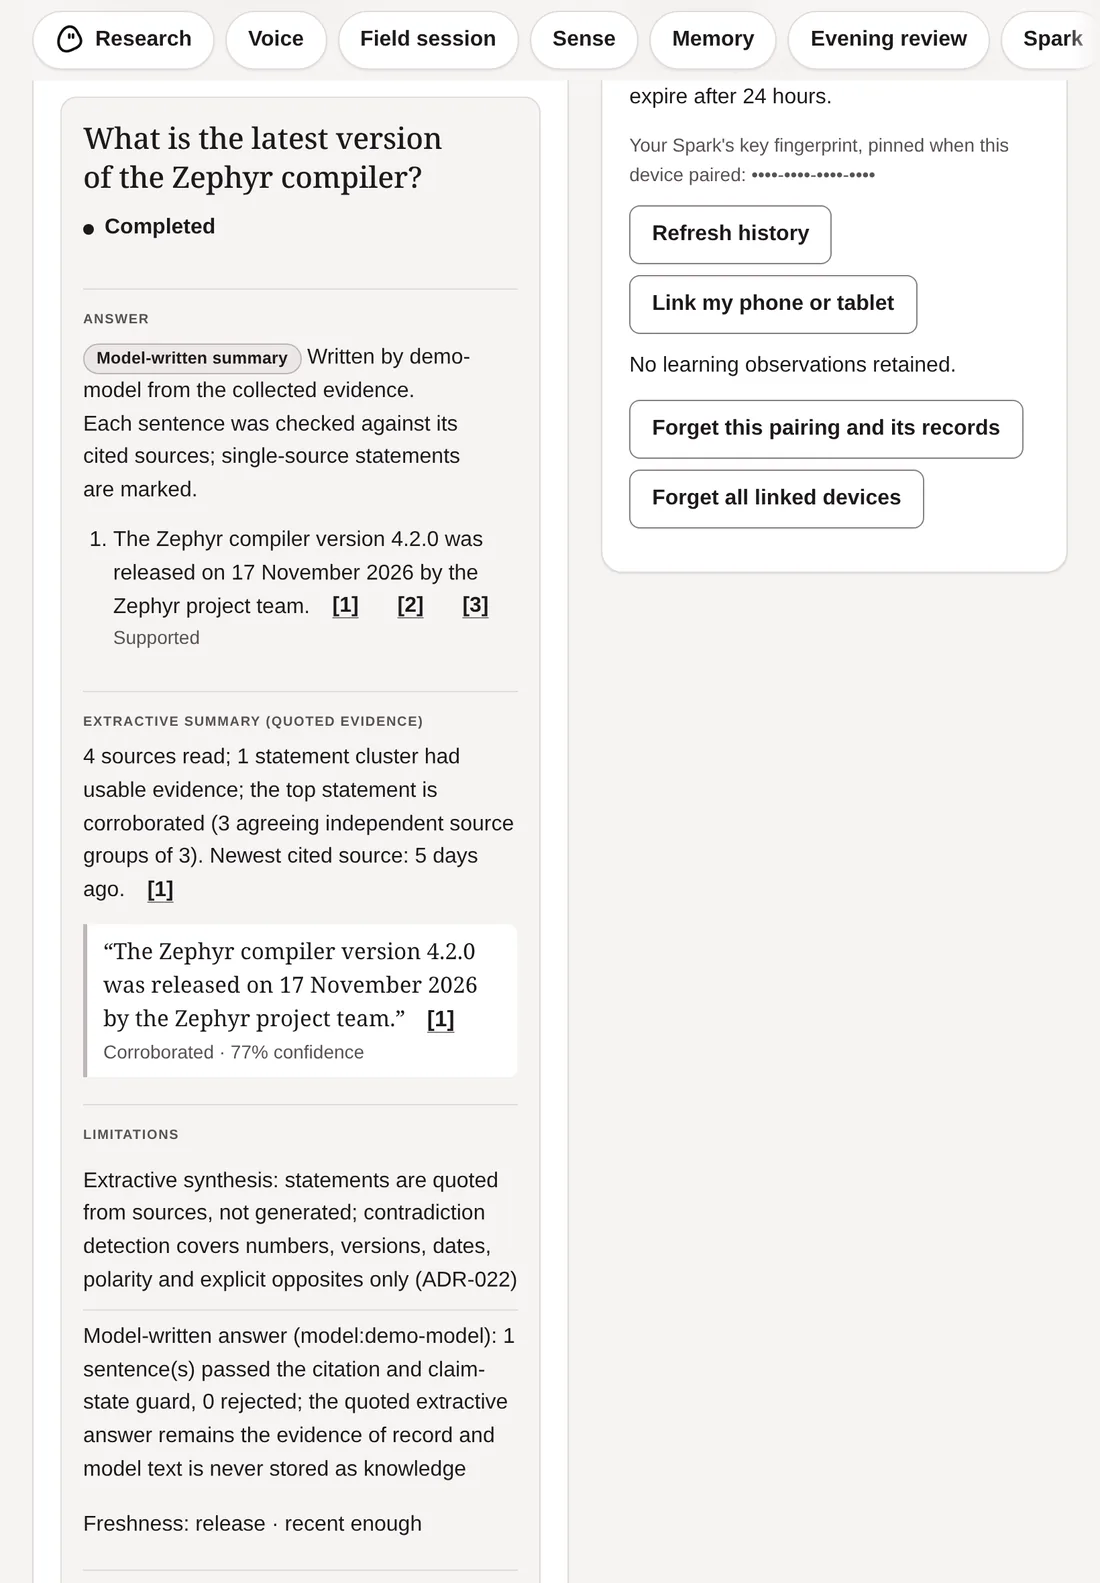 Research
Voice
Field session
Sense
Memory
Evening review
Spark
What is the latest version
of the Zephyr compiler?
Completed
ANSWER
Model-written summary Written by demo-
model from the collected evidence.
Each sentence was checked against its
cited sources; single-source statements
are marked.
1. The Zephyr compiler version 4.2.0 was
released on 17 November 2026 by the
Zephyr project team. [1] [2] [3]
Supported
EXTRACTIVE SUMMARY (QUOTED EVIDENCE)
4 sources read; 1 statement cluster had
usable evidence; the top statement is
corroborated (3 agreeing independent source
groups of 3). Newest cited source: 5 days
ago. [1]
“The Zephyr compiler version 4.2.0
was released on 17 November 2026
by the Zephyr project team.” [1]
Corroborated · 77% confidence
LIMITATIONS
Extractive synthesis: statements are quoted
from sources, not generated; contradiction
detection covers numbers, versions, dates,
polarity and explicit opposites only (ADR-022)
Model-written answer (model:demo-model): 1
sentence(s) passed the citation and claim-
state guard, 0 rejected; the quoted extractive
answer remains the evidence of record and
model text is never stored as knowledge
Freshness: release · recent enough
expire after 24 hours.
Your Spark's key fingerprint, pinned when this
device paired: ••••-••••-••••-••••
Refresh history
Link my phone or tablet
No learning observations retained.
Forget this pairing and its records
Forget all linked devices